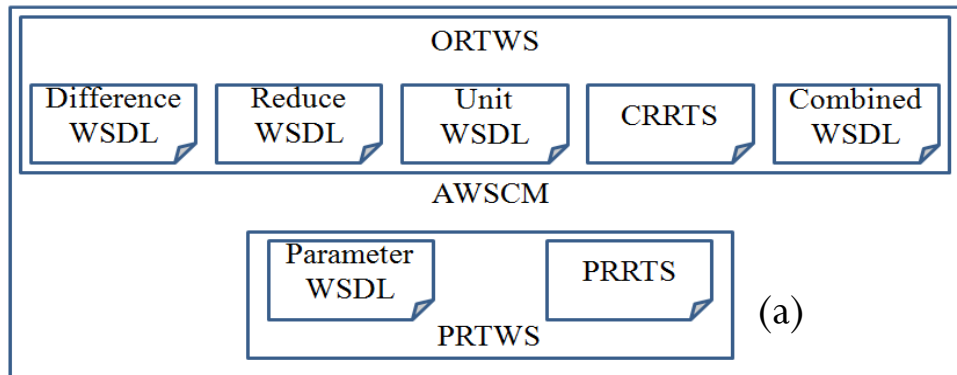 ORTWS
Difference
WSDL
Reduce
WSDL
Unit
WSDL
CRRTS
Combined
WSDL
AWSCM
Parameter
WSDL
PRRTS
PRTWS
(a)